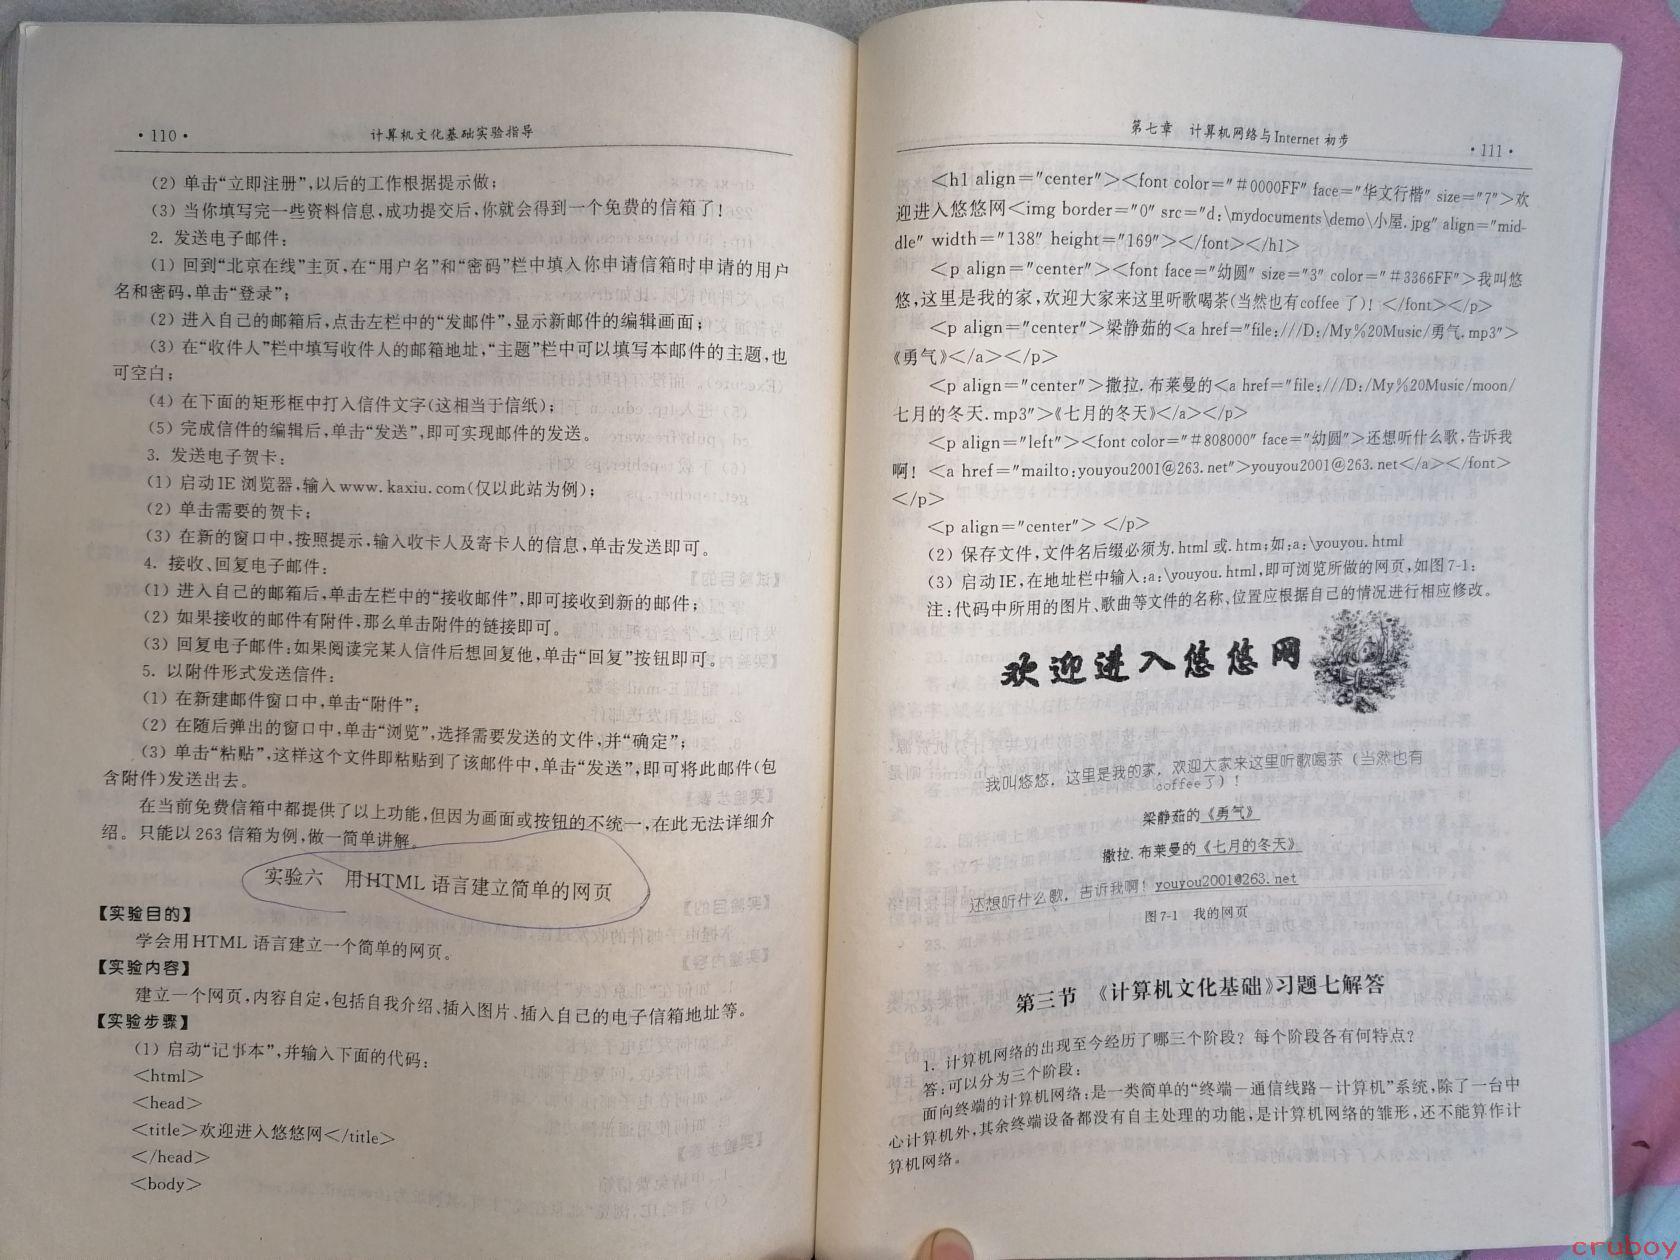 ·110·
计算机文化基础实验指导
(2) 单击“立即注册”,以后的工作根据提示做;
(3) 当你填写完一些资料信息,成功提交后,你就会得到一个免费的信箱了!
2. 发送电子邮件:
(1) 回到“北京在线”主页,在“用户名”和“密码”栏中填入你申请信箱时申请的用户
名和密码,单击“登录”;
(2) 进入自己的邮箱后,点击左栏中的“发邮件”,显示新邮件的编辑画面;
(3) 在“收件人”栏中填写收件人的邮箱地址,“主题”栏中可以填写本邮件的主题,也
可空白;
(4) 在下面的矩形框中打入信件文字(这相当于信纸);
(5) 完成信件的编辑后,单击“发送”,即可实现邮件的发送。
3. 发送电子贺卡:
(1) 启动IE 浏览器,输入www.kaxiu.com(仅以此站为例);
(2) 单击需要的贺卡;
(3) 在新的窗口中,按照提示,输入收卡人及寄卡人的信息,单击发送即可。
4. 接收、回复电子邮件:
(1) 进入自己的邮箱后,单击左栏中的“接收邮件”,即可接收到新的邮件;
(2) 如果接收的邮件有附件,那么单击附件的链接即可。
(3) 回复电子邮件:如果阅读完某人信件后想回复他,单击“回复”按钮即可。
5. 以附件形式发送信件:
(1) 在新建邮件窗口中,单击“附件”;
(2) 在随后弹出的窗口中,单击“浏览”,选择需要发送的文件,并“确定”;
(3) 单击“粘贴”,这样这个文件即粘贴到了该邮件中,单击“发送”,即可将此邮件(包
含附件)发送出去。
在当前免费信箱中都提供了以上功能,但因为画面或按钮的不统一,在此无法详细介
绍。只能以 263 信箱为例,做一简单讲解。
实验六 用HTML 语言建立简单的网页
【实验目的】
学会用HTML 语言建立一个简单的网页。
【实验内容】
建立一个网页,内容自定,包括自我介绍、插入图片、插入自己的电子信箱地址等。
【实验步骤】
(1) 启动“记事本”,并输入下面的代码:
<html>
<head>
<title>欢迎进入悠悠网</title>
</head>
<body>
第七章 计算机网络与Internet 初步
·111·
<h1 align="center"><font color="#0000FF" face="华文行楷" size="7">欢
迎进入悠悠网<img border="0" src="d:\mydocuments\demo\小屋.jpg" align="mid-
dle" width="138" height="169"></font></h1>
<p align="center"><font face="幼圆" size="3" color="#3366FF">我叫悠
悠,这里是我的家,欢迎大家来这里听歌喝茶(当然也有coffee 了)! </font></p>
<p align="center">梁静茹的<a href="file:///D:/My%20Music/勇气.mp3">
《勇气》</a></p>
<p align="center">撒拉.布莱曼的<a href="file:///D:/My%20Music/moon/
七月的冬天.mp3">《七月的冬天》</a></p>
<p align="left"><font color="#808000" face="幼圆">还想听什么歌,告诉我
啊! <a href="mailto:youyou2001@263.net">youyou2001@263.net</a></font>
</p>
<p align="center"> </p>
(2) 保存文件,文件名后缀必须为.html 或.htm;如:a:\youyou.html
(3) 启动IE,在地址栏中输入:a:\youyou.html,即可浏览所做的网页,如图7-1:
注:代码中所用的图片、歌曲等文件的名称、位置应根据自己的情况进行相应修改。
欢迎进入悠悠网
我叫悠悠,这里是我的家,欢迎大家来这里听歌喝茶(当然也有
coffee了)!
梁静茹的《勇气》
撒拉.布莱曼的《七月的冬天》
还想听什么歌,告诉我啊! youyou2001@263.net
图7-1 我的网页
第三节 《计算机文化基础》习题七解答
1. 计算机网络的出现至今经历了哪三个阶段? 每个阶段各有何特点?
答:可以分为三个阶段:
面向终端的计算机网络:是一类简单的“终端－通信线路－计算机”系统,除了一台中
心计算机外,其余终端设备都没有自主处理的功能,是计算机网络的雏形,还不能算作计
算机网络。
cruboy